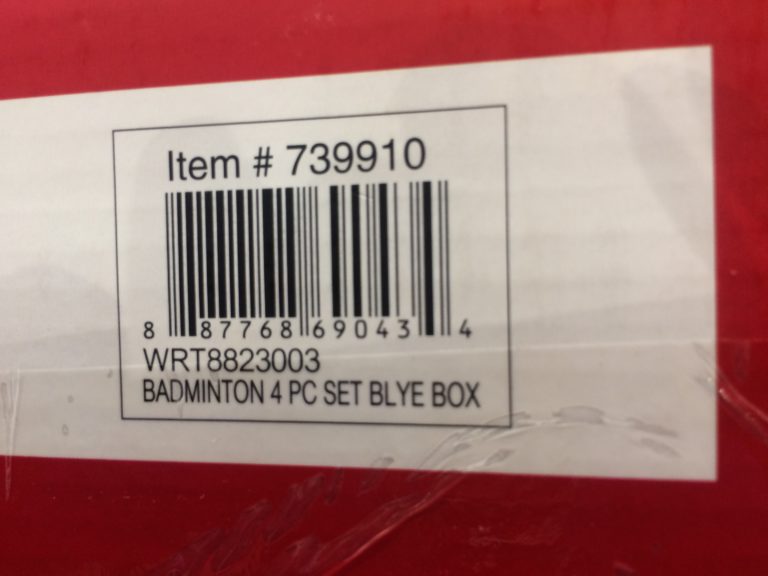 Item # 739910
8 87768 69043 4
WRT8823003
BADMINTON 4 PC SET BLYE BOX